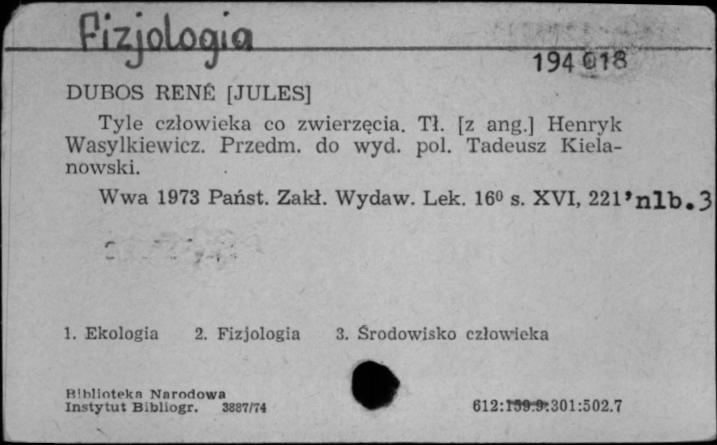 Fizjologia
194 018
DUBOS RENÉ [JULES]
Tyle człowieka co zwierzęcia. Tł. [z ang.] Henryk
Wasylkiewicz. Przedm. do wyd. pol. Tadeusz Kiela-
nowski.
Wwa 1973 Państ. Zakł. Wydaw. Lek. 16⁰ s. XVI, 221, nlb.3
1. Ekologia 2. Fizjologia 3. Środowisko człowieka
Biblioteka Narodowa
Instytut Bibliogr. 3887/74
612:159.9:301:502.7